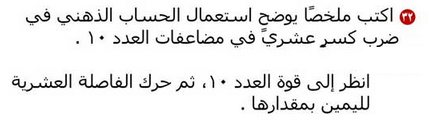 ٣٢ اكتب ملخصًا يوضح استعمال الحساب الذهني في
ضرب كسر عشريً في مضاعفات العدد ١٠ .
انظر إلى قوة العدد ١٠، ثم حرك الفاصلة العشرية
لليمين بمقدارها .